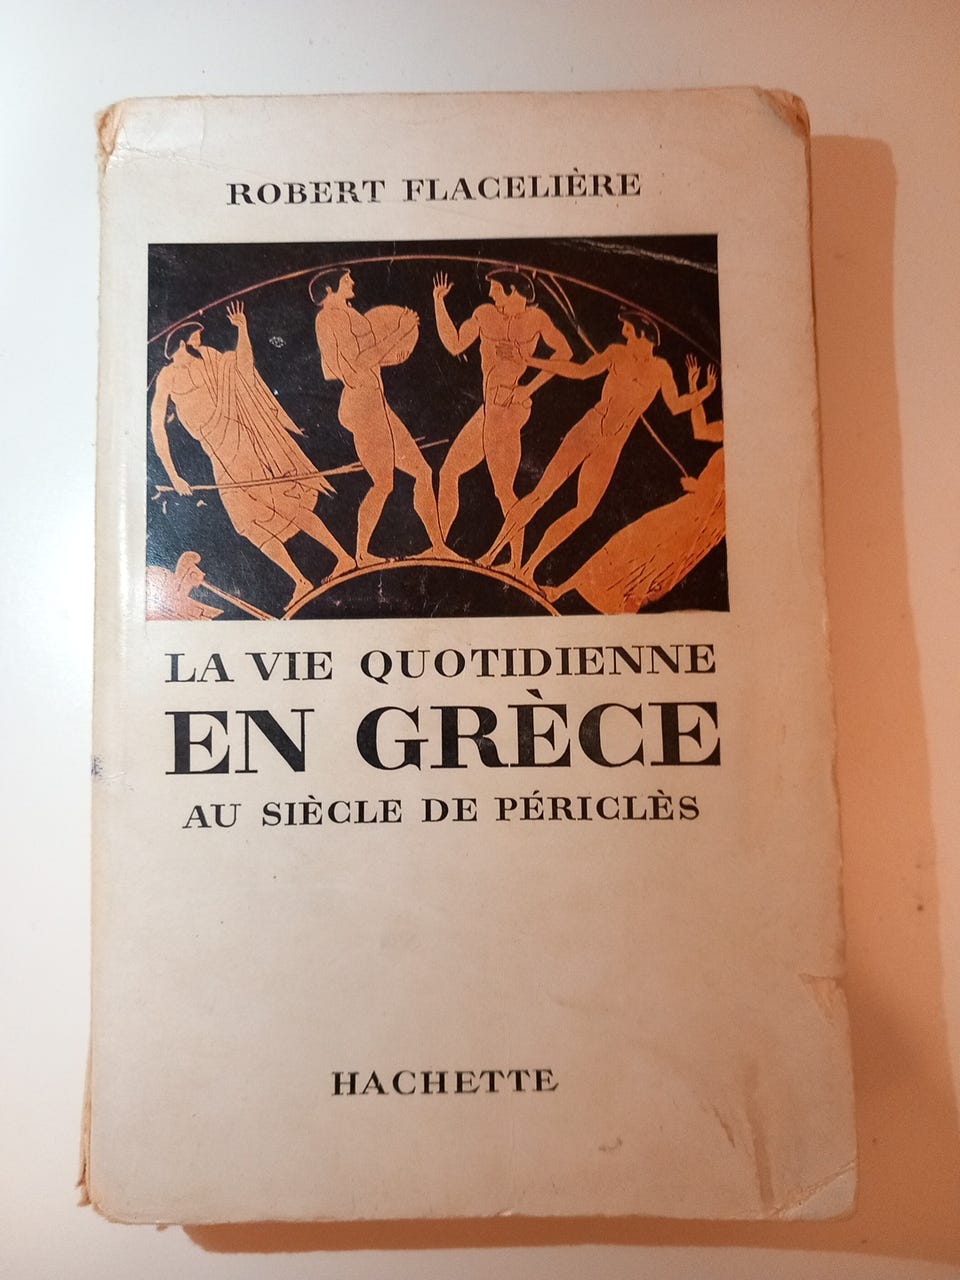 ROBERT FLACELIÈRE
LA VIE QUOTIDIENNE
EN GRÈCE
AU SIÈCLE DE PÉRICLÈS
HACHETTE